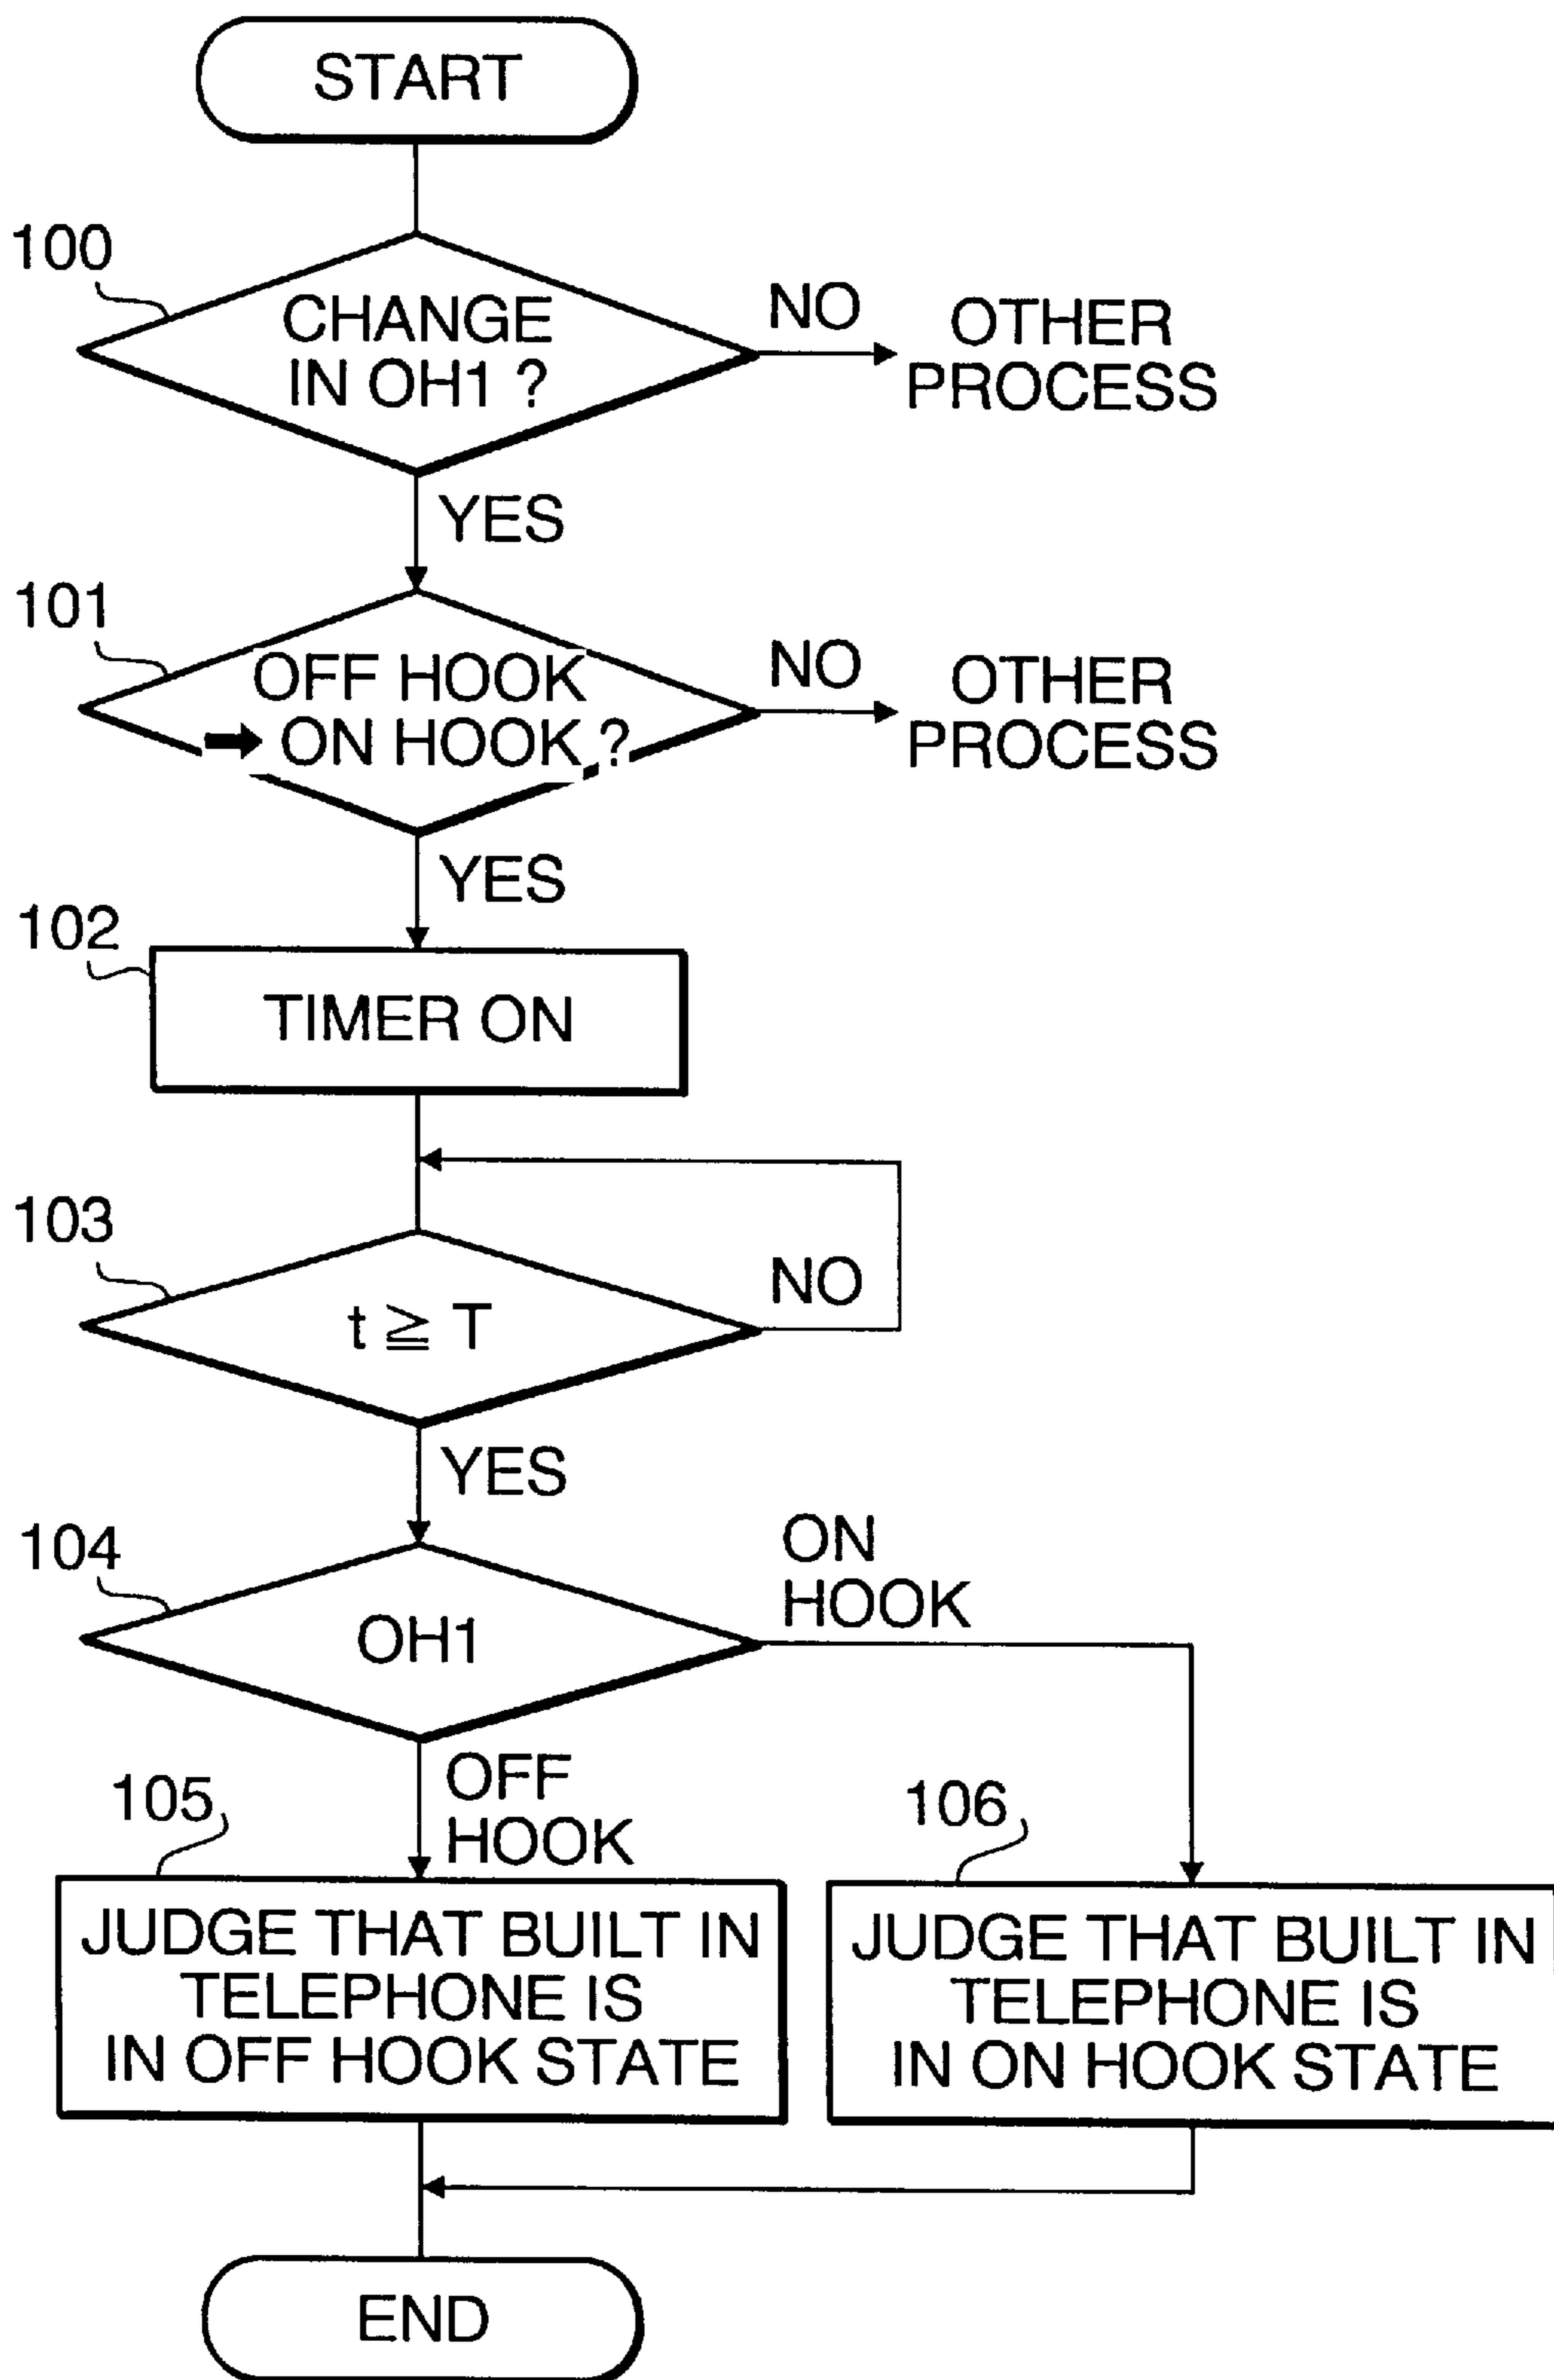 START
100
CHANGE
IN OH1 ?
NO
OTHER
PROCESS
YES
101
OFF HOOK
➡ ON HOOK ?
NO
OTHER
PROCESS
YES
102
TIMER ON
103
t ≧ T
NO
YES
104
OH1
ON
HOOK
OFF
HOOK
105
JUDGE THAT BUILT IN
TELEPHONE IS
IN OFF HOOK STATE
106
JUDGE THAT BUILT IN
TELEPHONE IS
IN ON HOOK STATE
END